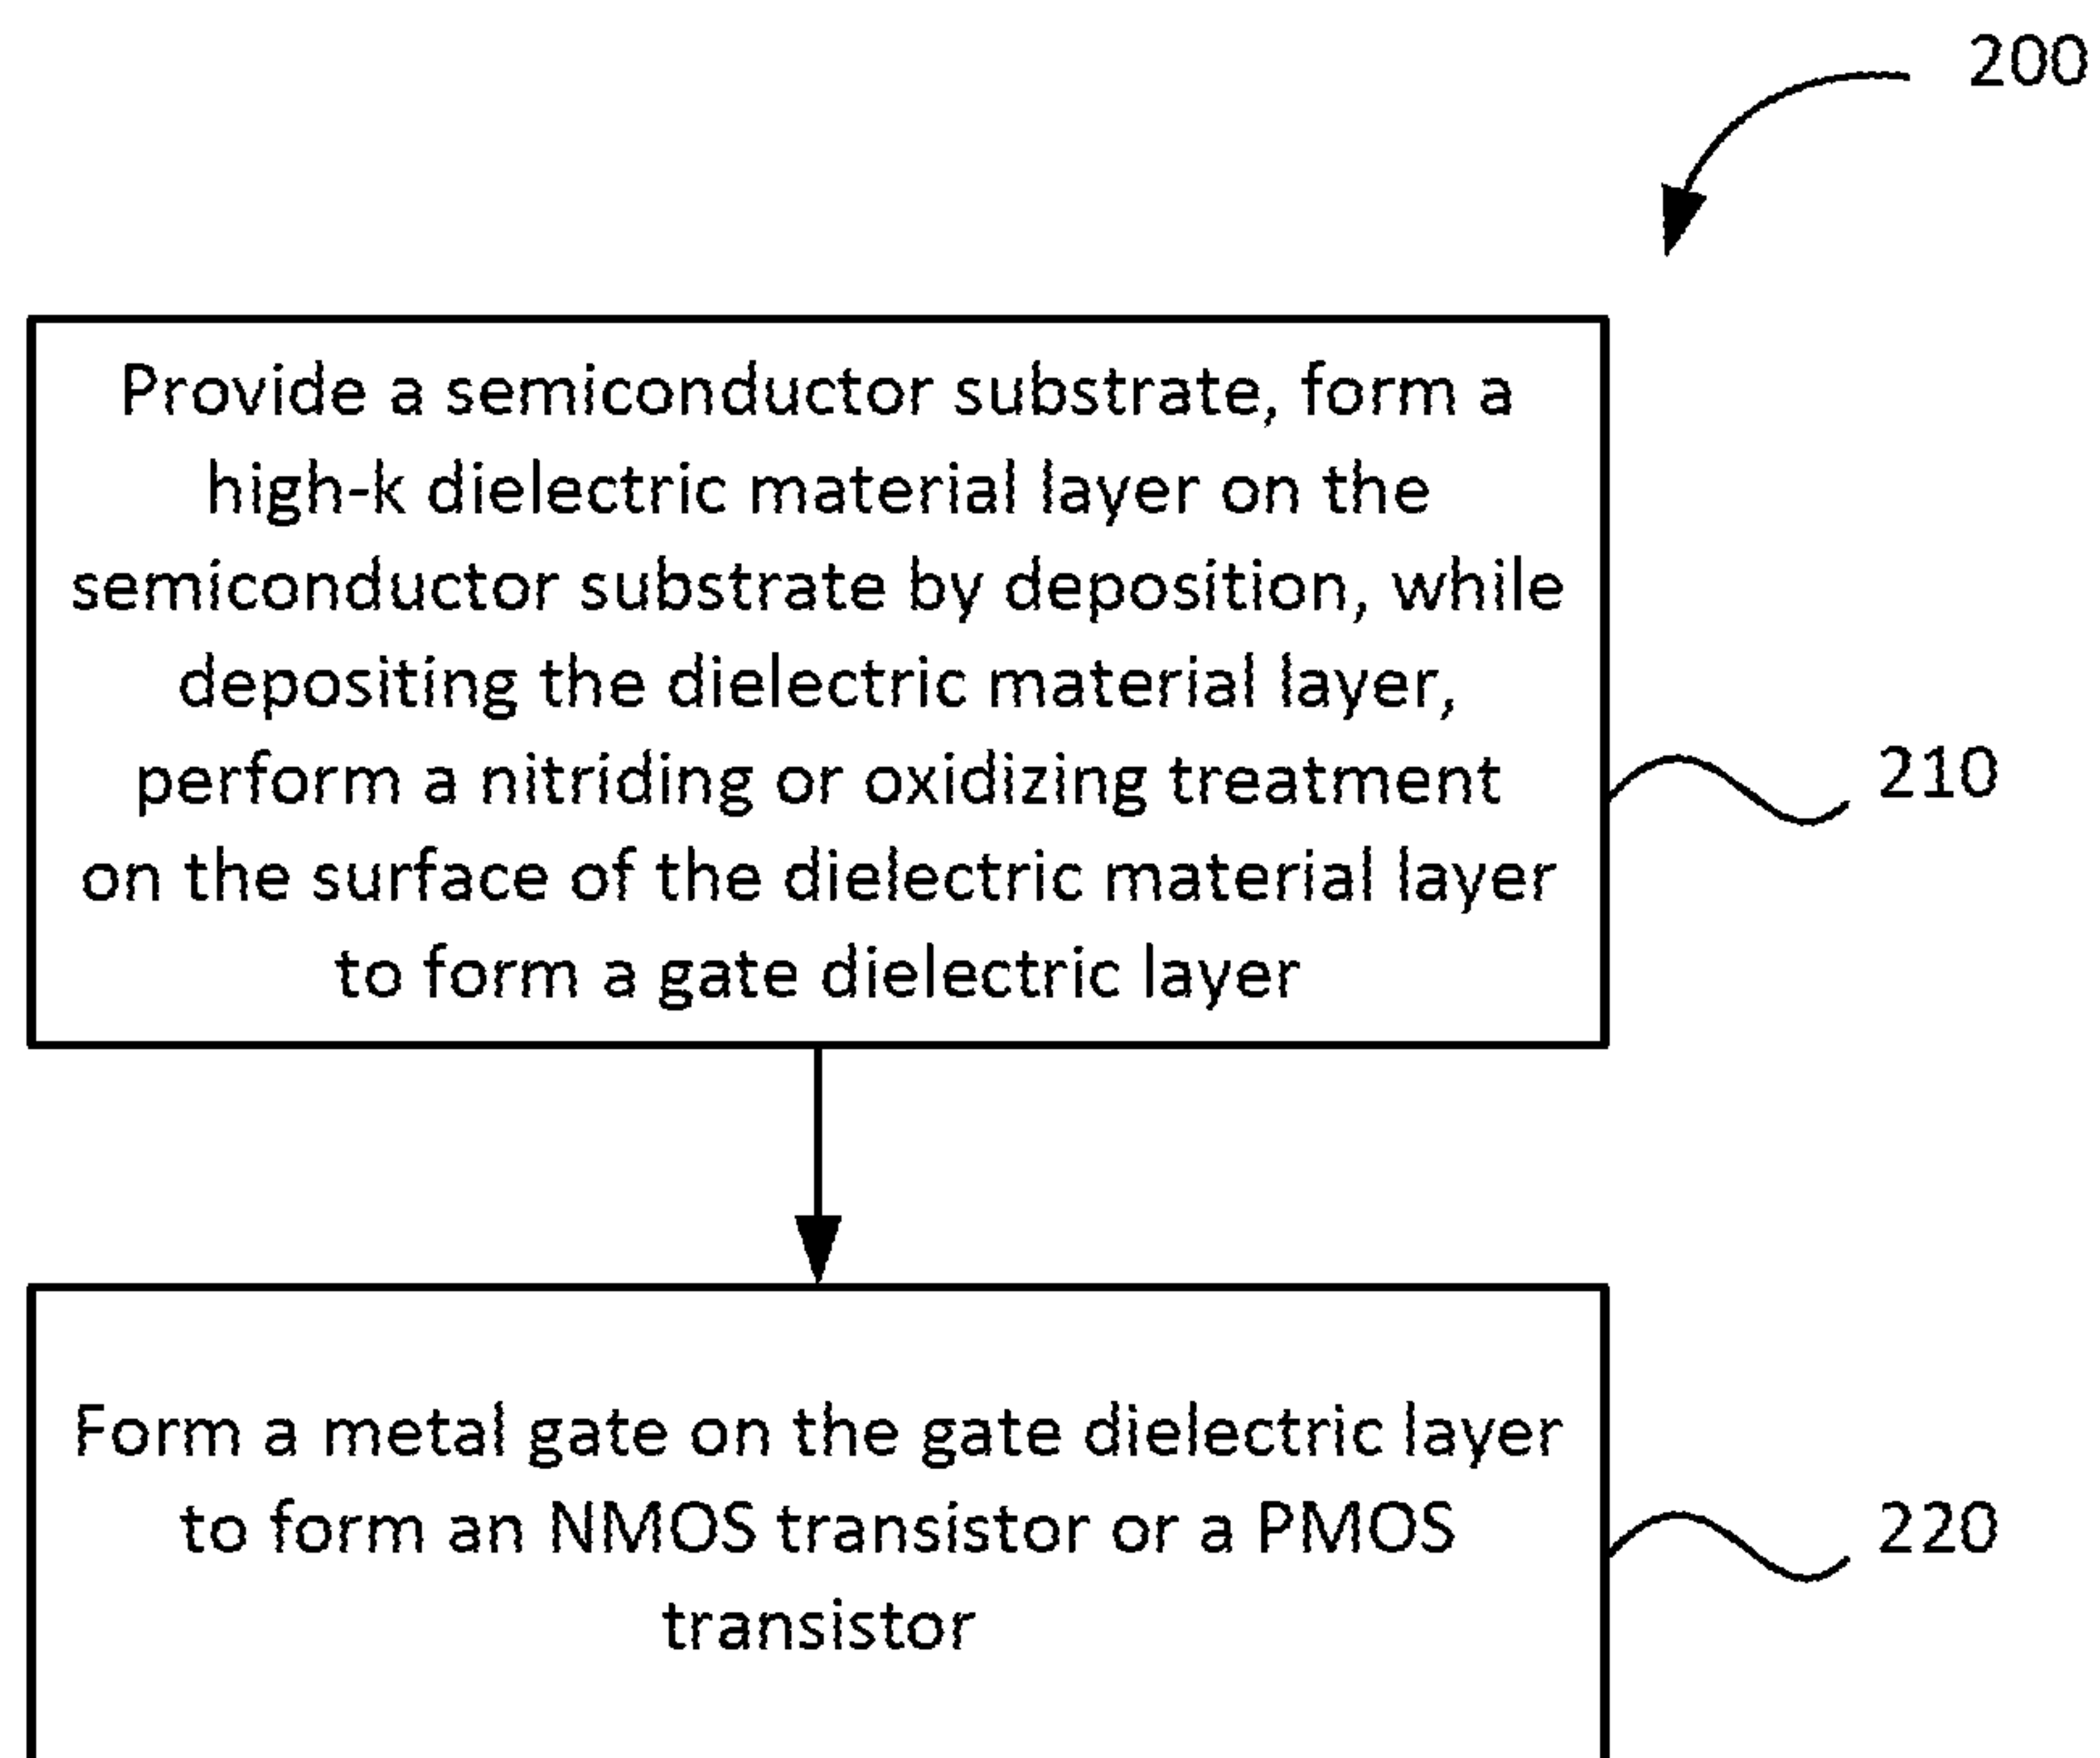 200
Provide a semiconductor substrate, form a
high-k dielectric material layer on the
semiconductor substrate by deposition, while
depositing the dielectric material layer,
perform a nitriding or oxidizing treatment
on the surface of the dielectric material layer
to form a gate dielectric layer
210
Form a metal gate on the gate dielectric layer
to form an NMOS transistor or a PMOS
transistor
220